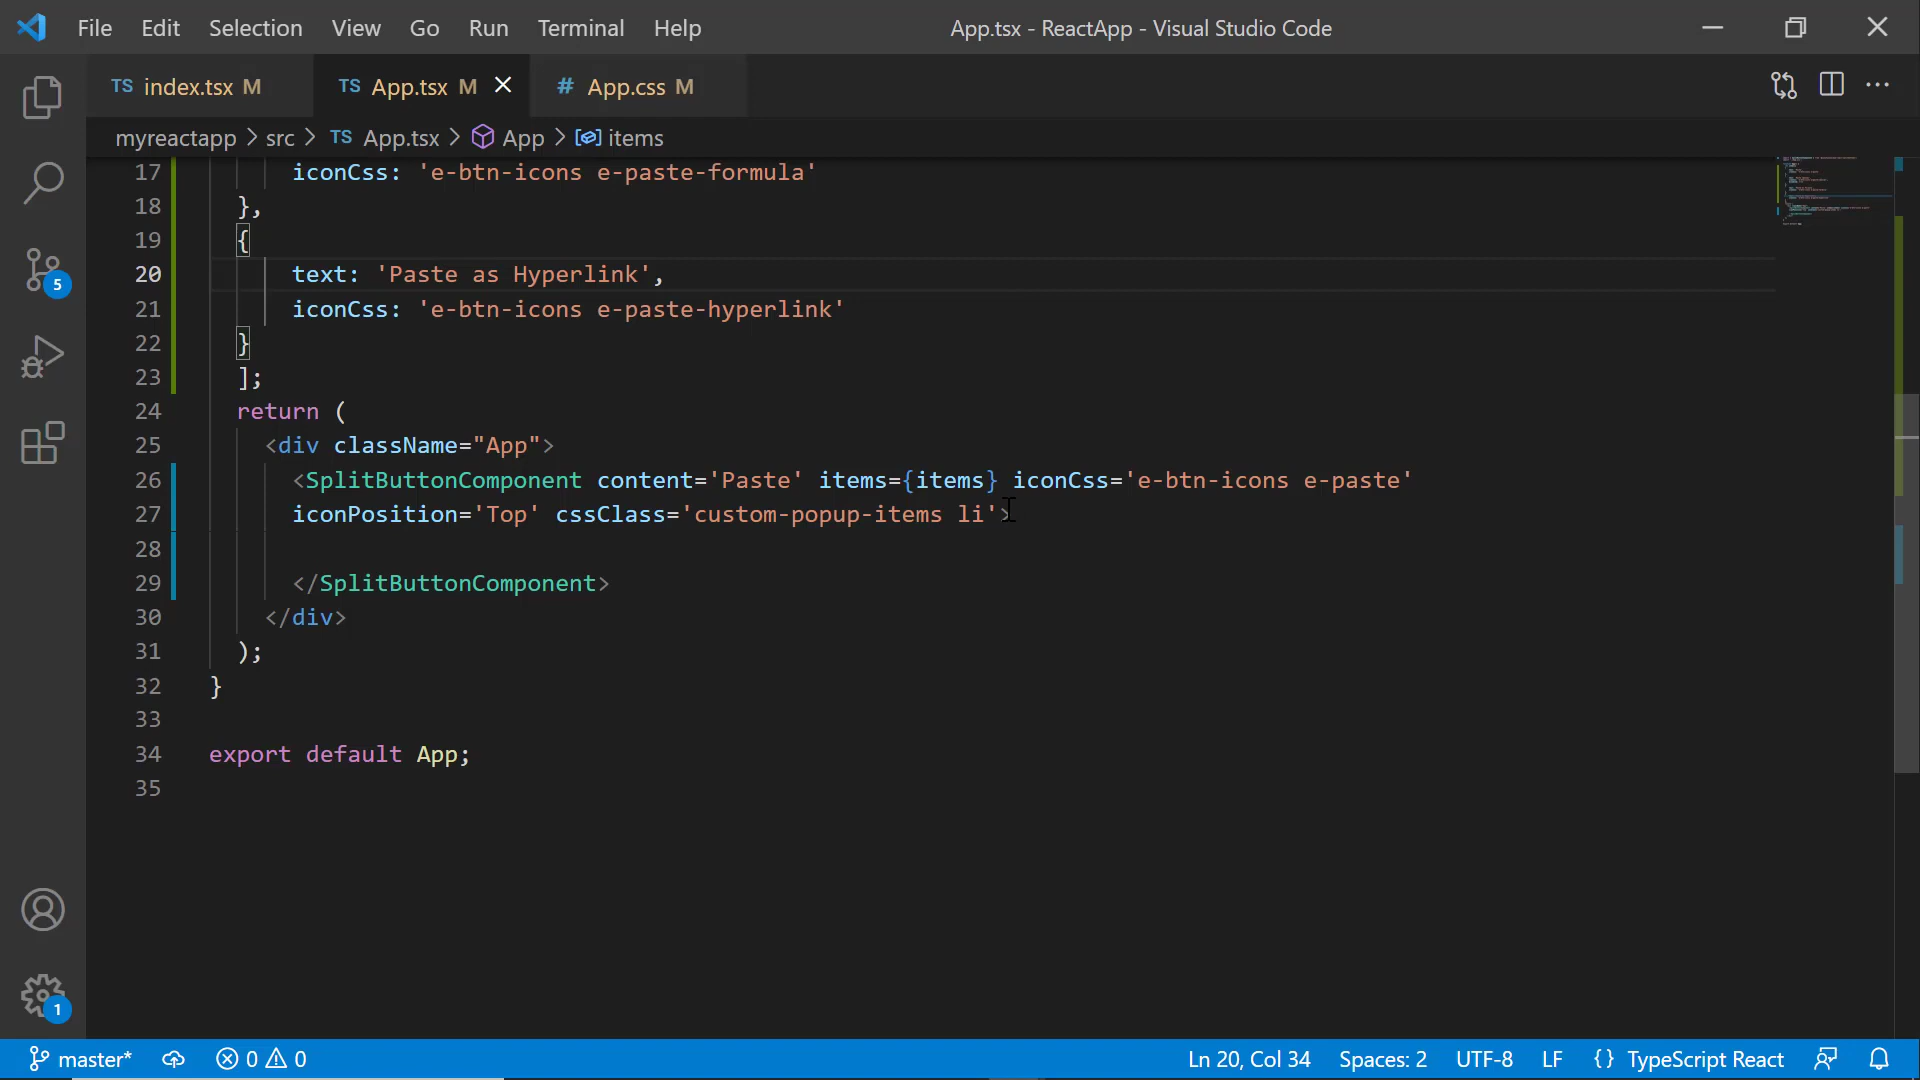 File Edit Selection View Go Run Terminal Help App.tsx - ReactApp - Visual Studio Code
TS index.tsx M TS App.tsx M # App.css M
myreactapp > src > TS App.tsx > App > items
17 iconCss: 'e-btn-icons e-paste-formula'
18 },
19 {
20 text: 'Paste as Hyperlink',
21 iconCss: 'e-btn-icons e-paste-hyperlink'
22 }
23 ];
24 return (
25 <div className="App">
26 <SplitButtonComponent content='Paste' items={items} iconCss='e-btn-icons e-paste'
27 iconPosition='Top' cssClass='custom-popup-items li'>
28
29 </SplitButtonComponent>
30 </div>
31 );
32 }
33
34 export default App;
35
5
1
master* 0 0 Ln 20, Col 34 Spaces: 2 UTF-8 LF {} TypeScript React